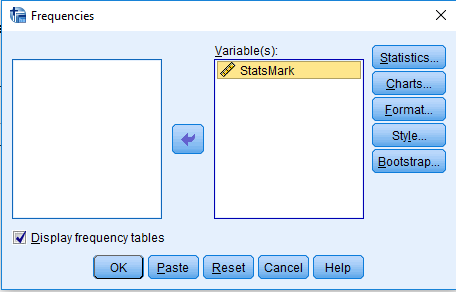 Frequencies
Variable(s):
StatsMark
Statistics...
Charts...
Format...
Style...
Bootstrap...
Display frequency tables
OK Paste Reset Cancel Help